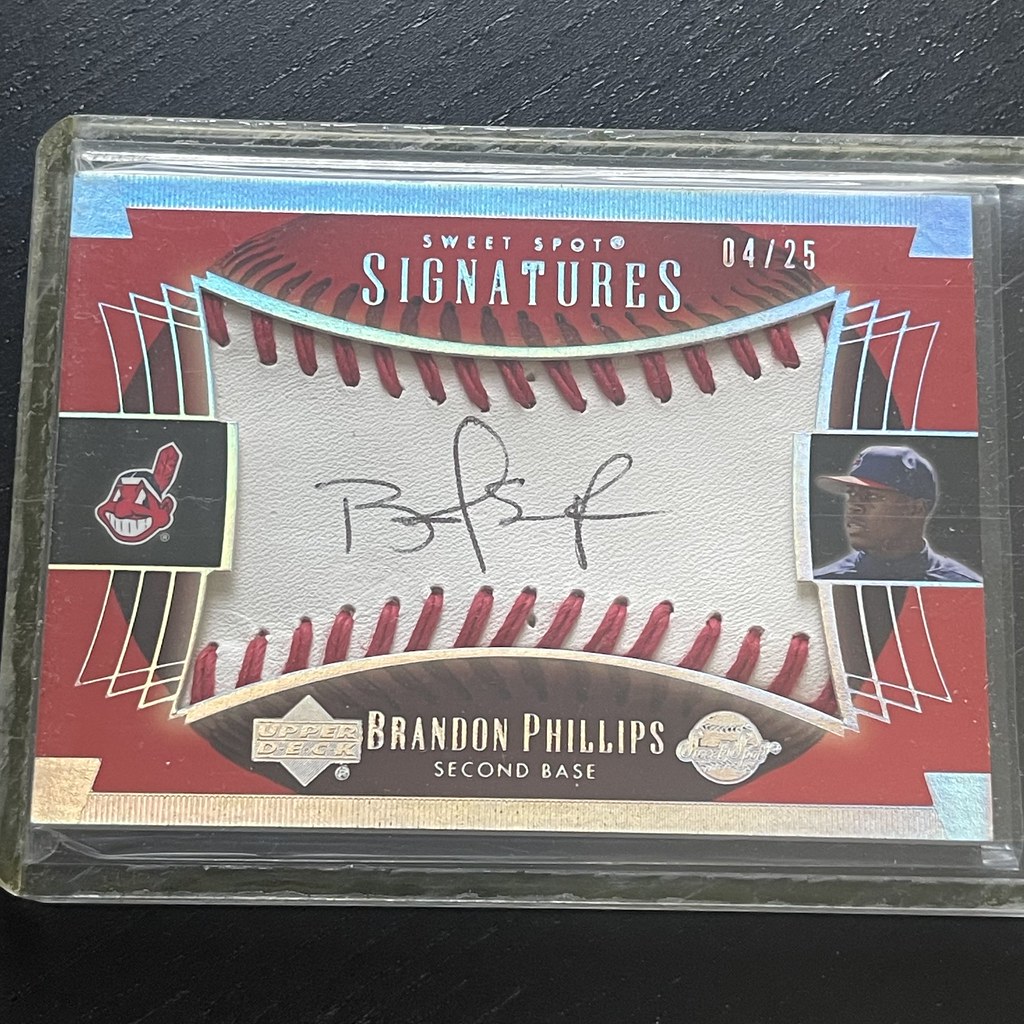 SWEET SPOT®
SIGNATURES
04/25
®
UPPER
DECK
®
BRANDON PHILLIPS
SECOND BASE